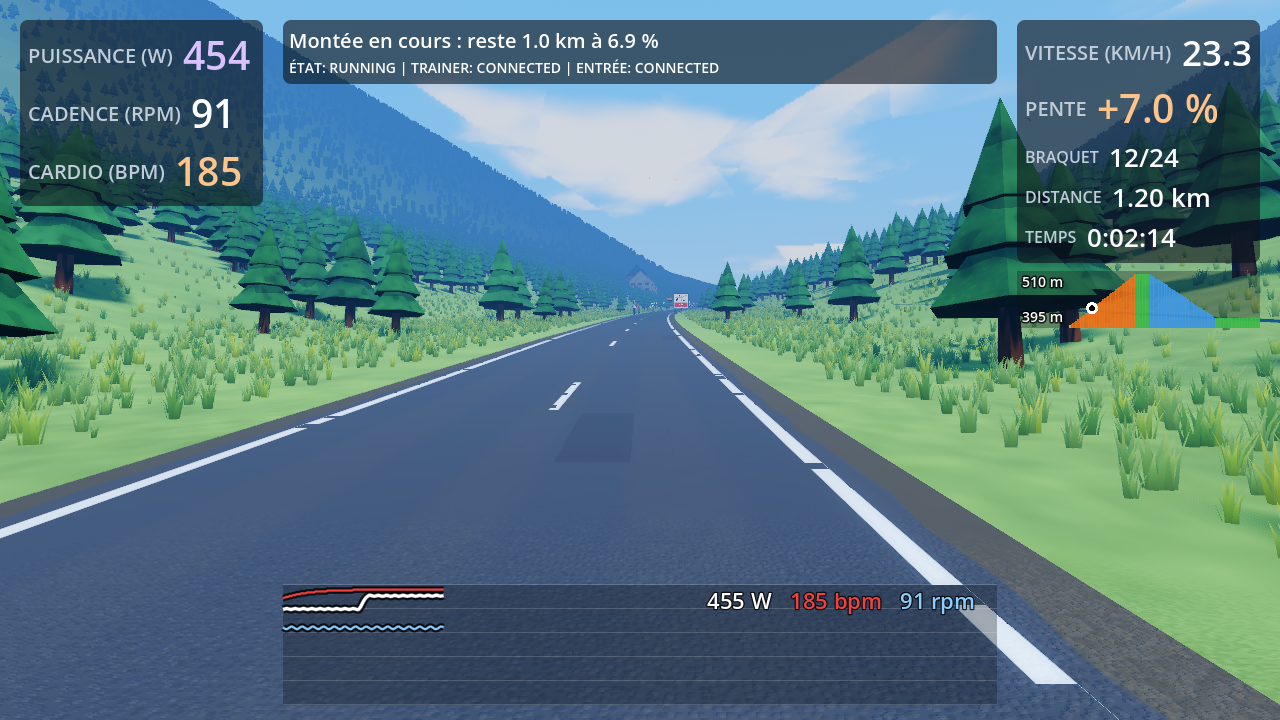 PUISSANCE (W) 454
CADENCE (RPM) 91
CARDIO (BPM) 185
Montée en cours : reste 1.0 km à 6.9 %
ÉTAT: RUNNING | TRAINER: CONNECTED | ENTRÉE: CONNECTED
VITESSE (KM/H) 23.3
PENTE +7.0 %
BRAQUET 12/24
DISTANCE 1.20 km
TEMPS 0:02:14
510 m
395 m
455 W 185 bpm 91 rpm